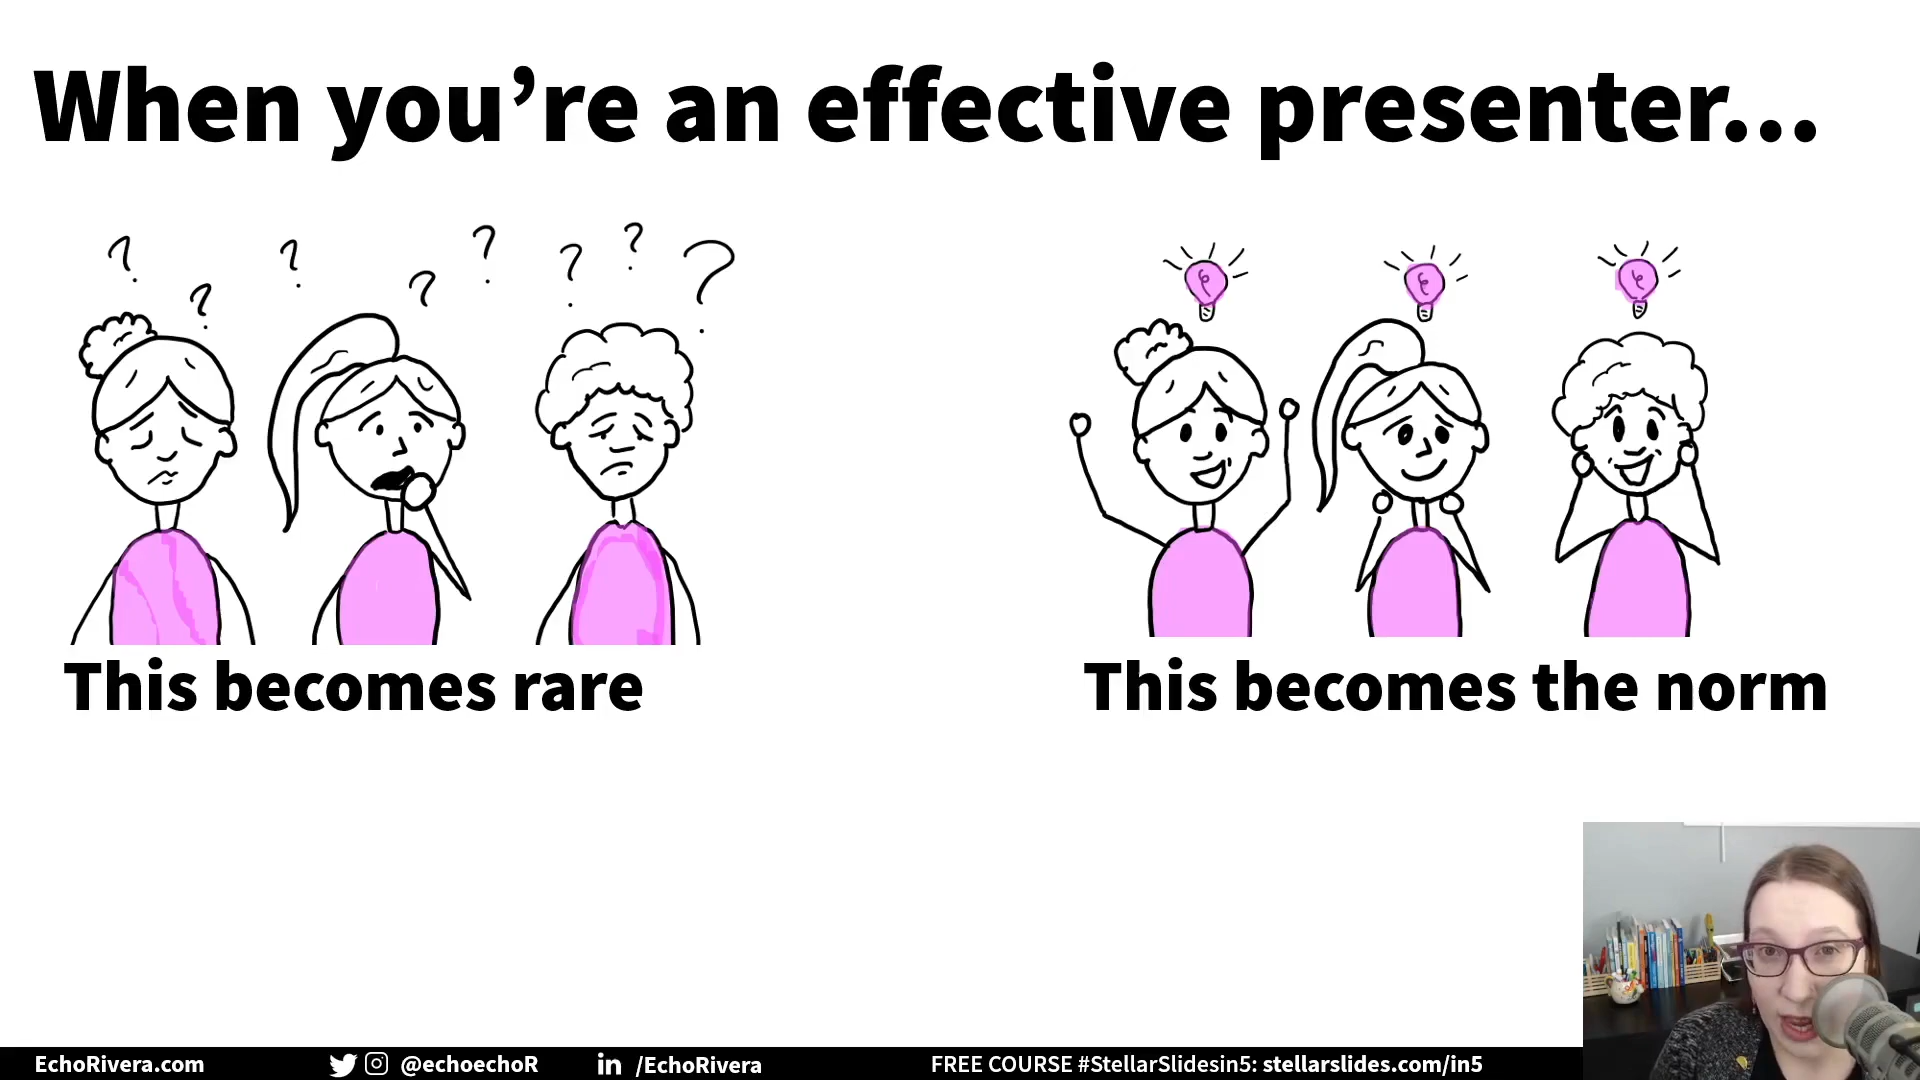 When you’re an effective presenter...
? ? ? ? ? ? ? ?
This becomes rare
This becomes the norm
EchoRivera.com @echoechoR in /EchoRivera FREE COURSE #StellarSlidesin5: stellarslides.com/in5